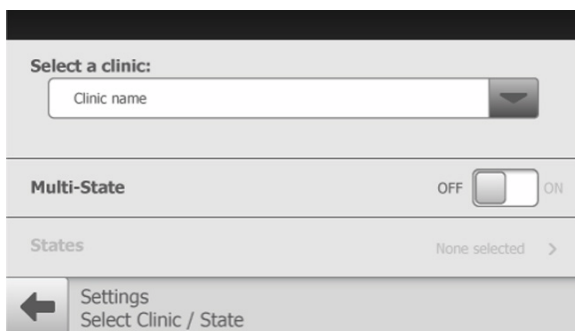 Select a clinic:
Clinic name
Multi-State OFF ON
States None selected >
Settings
Select Clinic / State